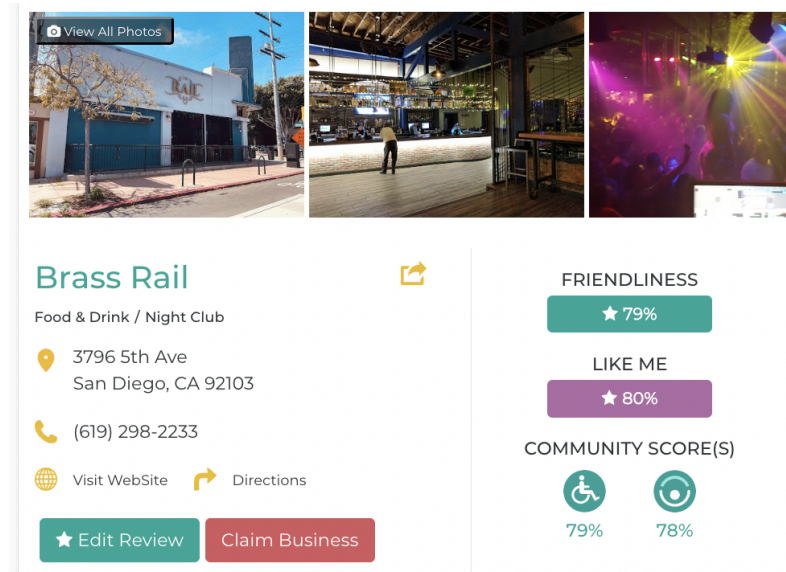 View All Photos
RAIL
Brass Rail
Food & Drink / Night Club
3796 5th Ave
San Diego, CA 92103
(619) 298-2233
Visit WebSite
Directions
Edit Review
Claim Business
FRIENDLINESS
79%
LIKE ME
80%
COMMUNITY SCORE(S)
79%
78%